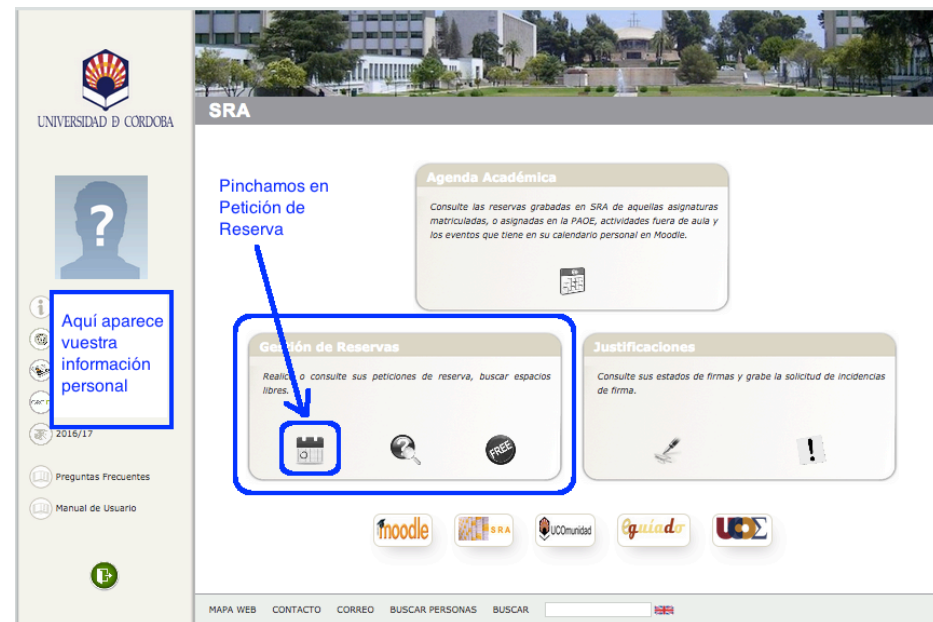 UNIVERSIDAD Đ CÓRDOBA
SRA
?
Aquí aparece
vuestra
información
personal
2016/17
Preguntas Frecuentes
Manual de Usuario
Pinchamos en
Petición de
Reserva
Agenda Académica
Consulte las reservas grabadas en SRA de aquellas asignaturas
matriculadas, o asignadas en la PAOE, actividades fuera de aula y
los eventos que tiene en su calendario personal en Moodle.
Gestión de Reservas
Realice o consulte sus peticiones de reserva, buscar espacios
libres.
FREE
Justificaciones
Consulte sus estados de firmas y grabe la solicitud de incidencias
de firma.
!
moodle
SRA
UCOmunidad
eguiado
MAPA WEB CONTACTO CORREO BUSCAR PERSONAS BUSCAR